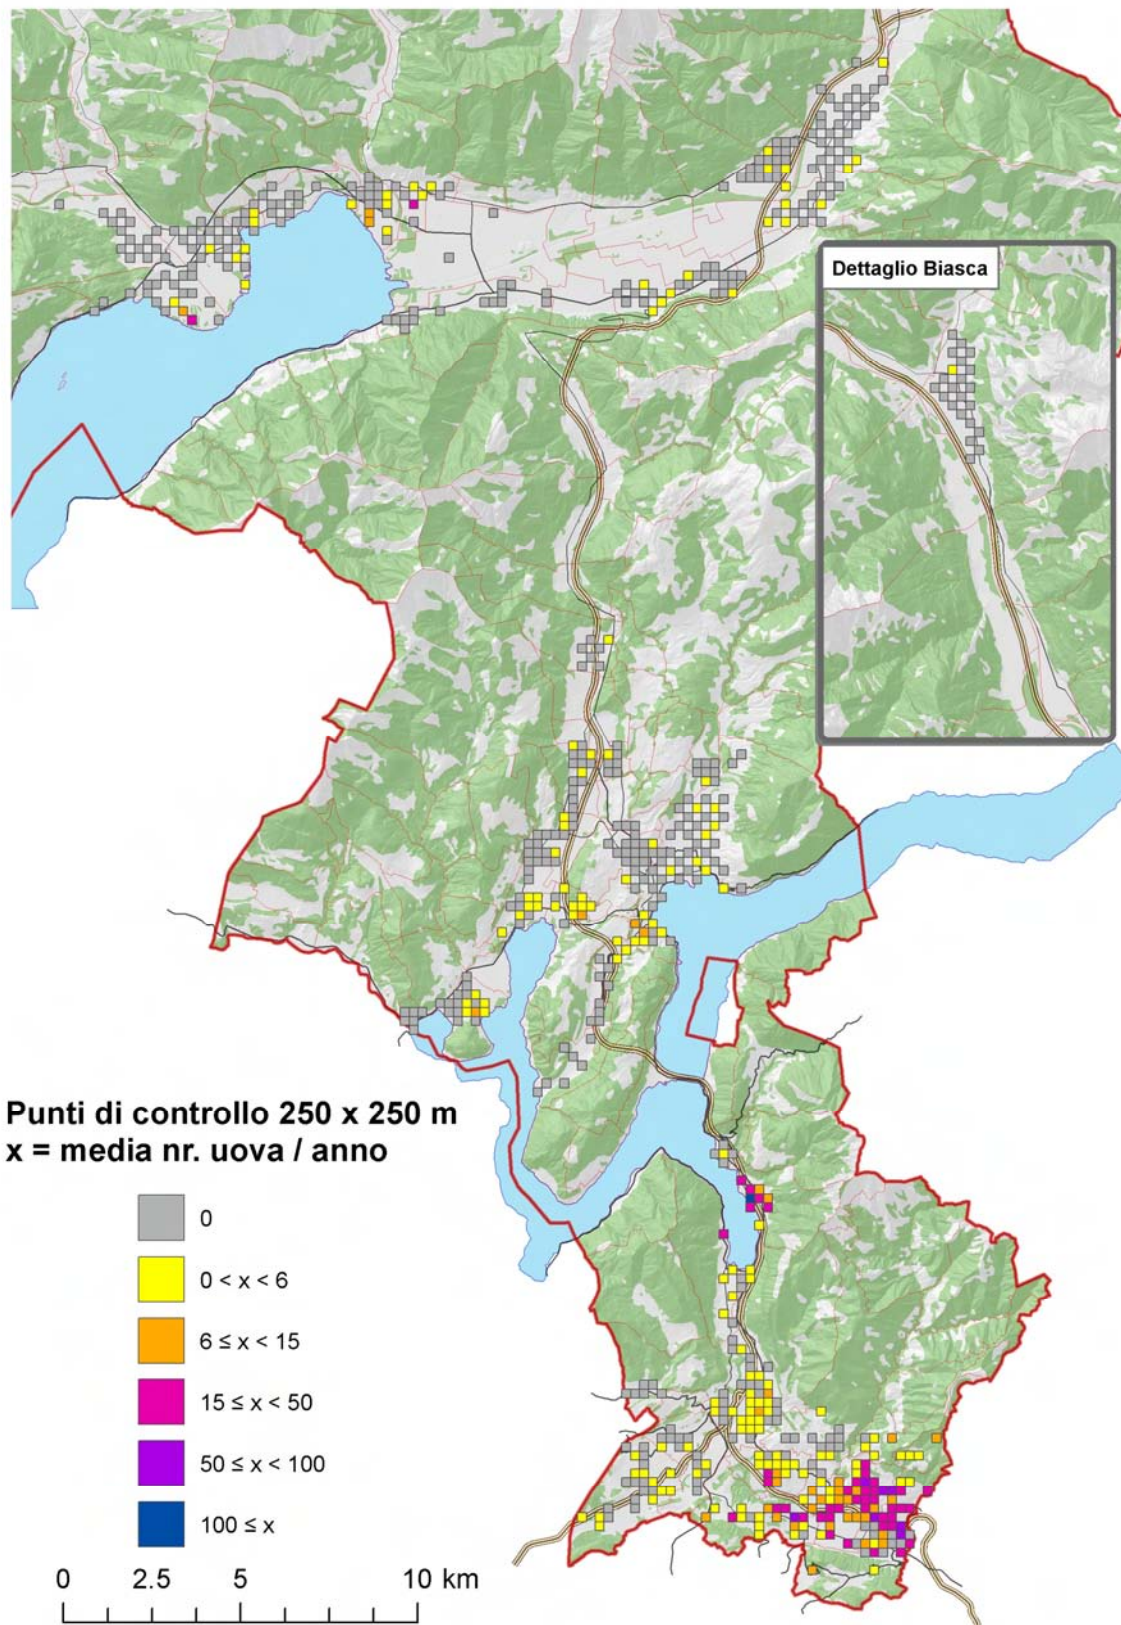 Dettaglio Biasca
Punti di controllo 250 x 250 m
x = media nr. uova / anno
0
0 < x < 6
6 ≤ x < 15
15 ≤ x < 50
50 ≤ x < 100
100 ≤ x
0 2.5 5 10 km